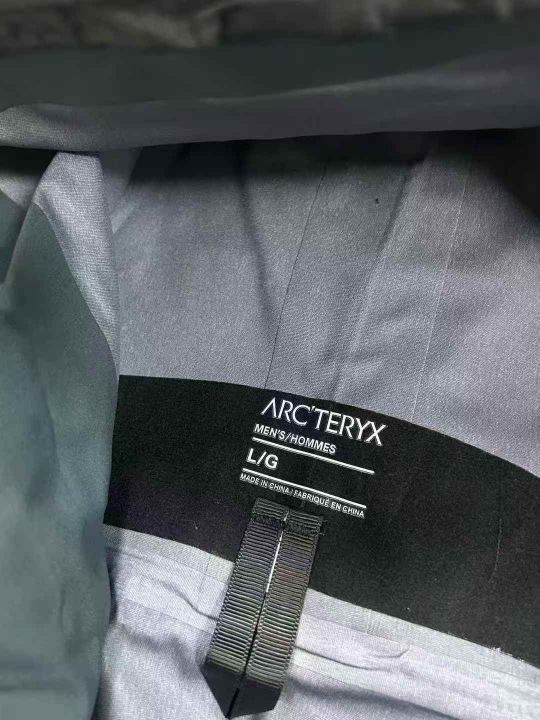 ARC'TERYX
MEN'S/HOMMES
L/G
MADE IN CHINA / FABRIQUÉ EN CHINA